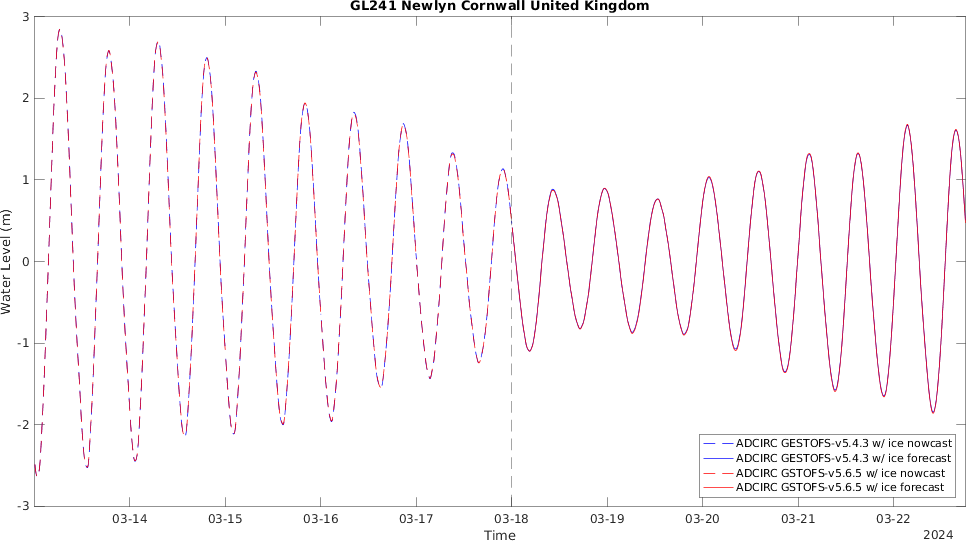 GL241 Newlyn Cornwall United Kingdom
3
2
1
0
-1
-2
-3
Water Level (m)
03-14
03-15
03-16
03-17
03-18
03-19
03-20
03-21
03-22
Time
2024
ADCIRC GESTOFS-v5.4.3 w/ ice nowcast
ADCIRC GESTOFS-v5.4.3 w/ ice forecast
ADCIRC GSTOFS-v5.6.5 w/ ice nowcast
ADCIRC GSTOFS-v5.6.5 w/ ice forecast